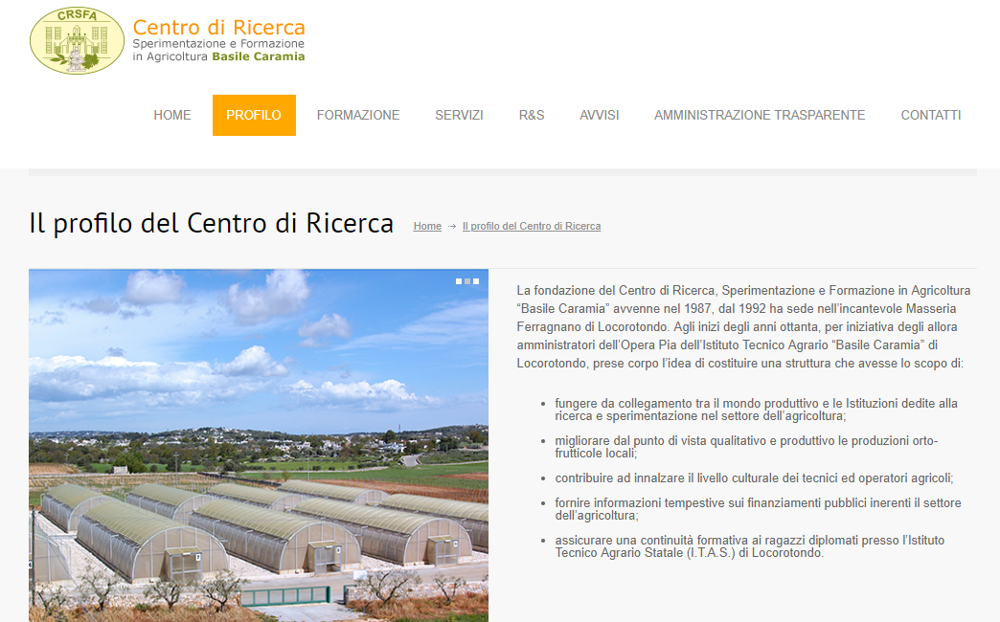 CRSFA
Centro di Ricerca
Sperimentazione e Formazione
in Agricoltura Basile Caramia
HOME PROFILO FORMAZIONE SERVIZI R&S AVVISI AMMINISTRAZIONE TRASPARENTE CONTATTI
Il profilo del Centro di Ricerca Home → Il profilo del Centro di Ricerca
La fondazione del Centro di Ricerca, Sperimentazione e Formazione in Agricoltura
“Basile Caramia” avvenne nel 1987, dal 1992 ha sede nell’incantevole Masseria
Ferragnano di Locorotondo. Agli inizi degli anni ottanta, per iniziativa degli allora
amministratori dell’Opera Pia dell’Istituto Tecnico Agrario “Basile Caramia” di
Locorotondo, prese corpo l’idea di costituire una struttura che avesse lo scopo di:
• fungere da collegamento tra il mondo produttivo e le Istituzioni dedite alla
ricerca e sperimentazione nel settore dell’agricoltura;
• migliorare dal punto di vista qualitativo e produttivo le produzioni orto-
frutticole locali;
• contribuire ad innalzare il livello culturale dei tecnici ed operatori agricoli;
• fornire informazioni tempestive sui finanziamenti pubblici inerenti il settore
dell’agricoltura;
• assicurare una continuità formativa ai ragazzi diplomati presso l’Istituto
Tecnico Agrario Statale (I.T.A.S.) di Locorotondo.